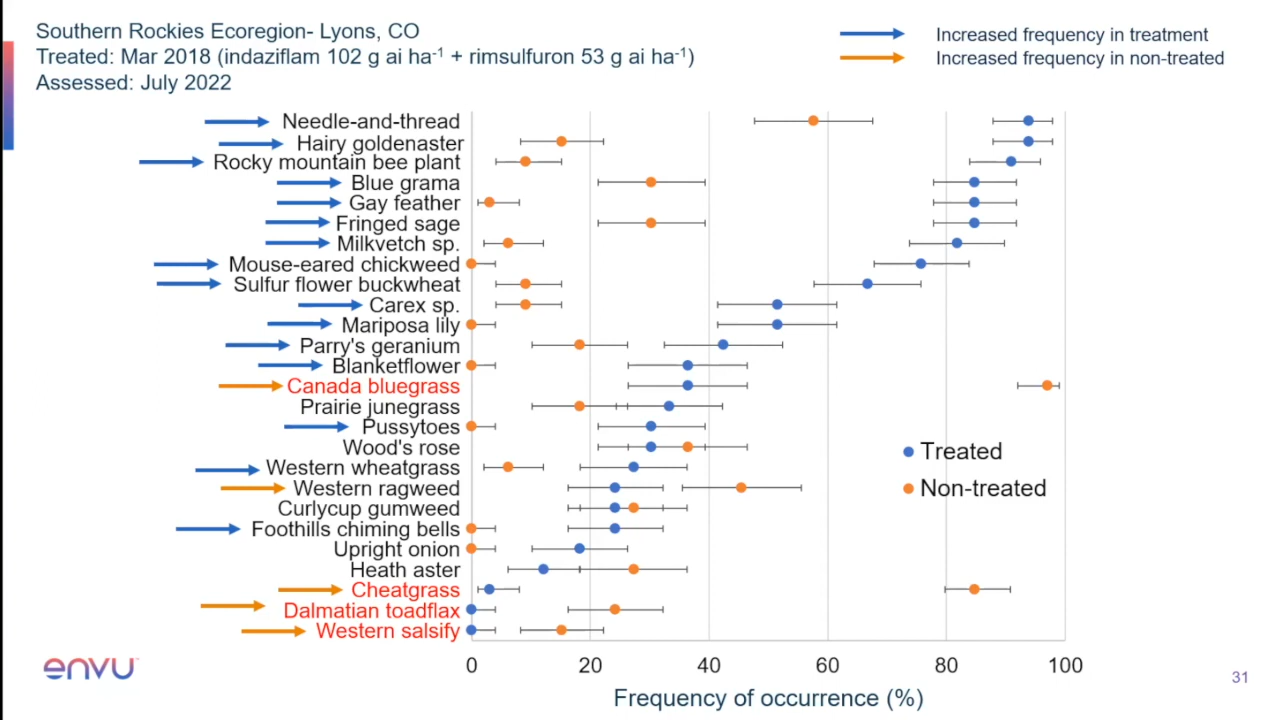 Southern Rockies Ecoregion- Lyons, CO
Treated: Mar 2018 (indaziflam 102 g ai ha⁻¹ + rimsulfuron 53 g ai ha⁻¹)
Assessed: July 2022
Increased frequency in treatment
Increased frequency in non-treated
Needle-and-thread
Hairy goldenaster
Rocky mountain bee plant
Blue grama
Gay feather
Fringed sage
Milkvetch sp.
Mouse-eared chickweed
Sulfur flower buckwheat
Carex sp.
Mariposa lily
Parry's geranium
Blanketflower
Canada bluegrass
Prairie junegrass
Pussytoes
Wood's rose
Western wheatgrass
Western ragweed
Curlycup gumweed
Foothills chiming bells
Upright onion
Heath aster
Cheatgrass
Dalmatian toadflax
Western salsify
Treated
Non-treated
0 20 40 60 80 100
Frequency of occurrence (%)
envu
31